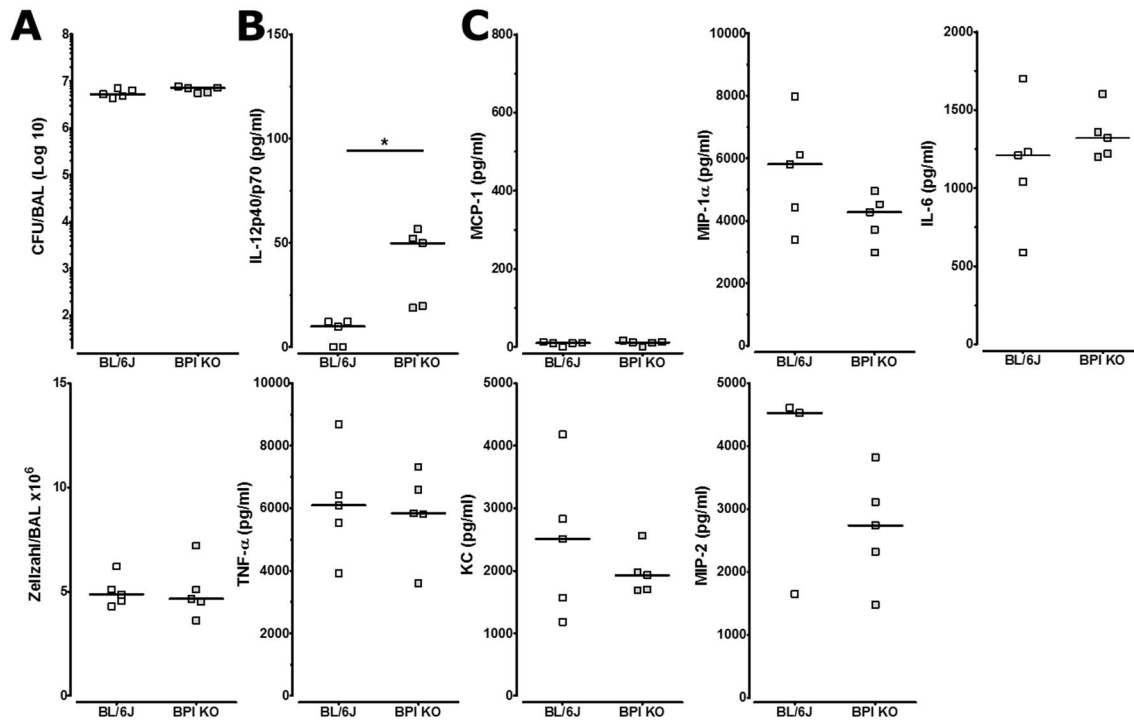 A
B
C
8
7
6
5
4
3
2
CFU/BAL (Log 10)
BL/6J
BPI KO
150
100
50
0
IL-12p40/p70 (pg/ml)
*
BL/6J
BPI KO
800
600
400
200
0
MCP-1 (pg/ml)
BL/6J
BPI KO
10000
8000
6000
4000
2000
0
MIP-1α (pg/ml)
BL/6J
BPI KO
2000
1500
1000
500
0
IL-6 (pg/ml)
BL/6J
BPI KO
15
10
5
0
Zellzahl/BAL x10⁶
BL/6J
BPI KO
10000
8000
6000
4000
2000
0
TNF-α (pg/ml)
BL/6J
BPI KO
5000
4000
3000
2000
1000
0
KC (pg/ml)
BL/6J
BPI KO
5000
4000
3000
2000
1000
0
MIP-2 (pg/ml)
BL/6J
BPI KO